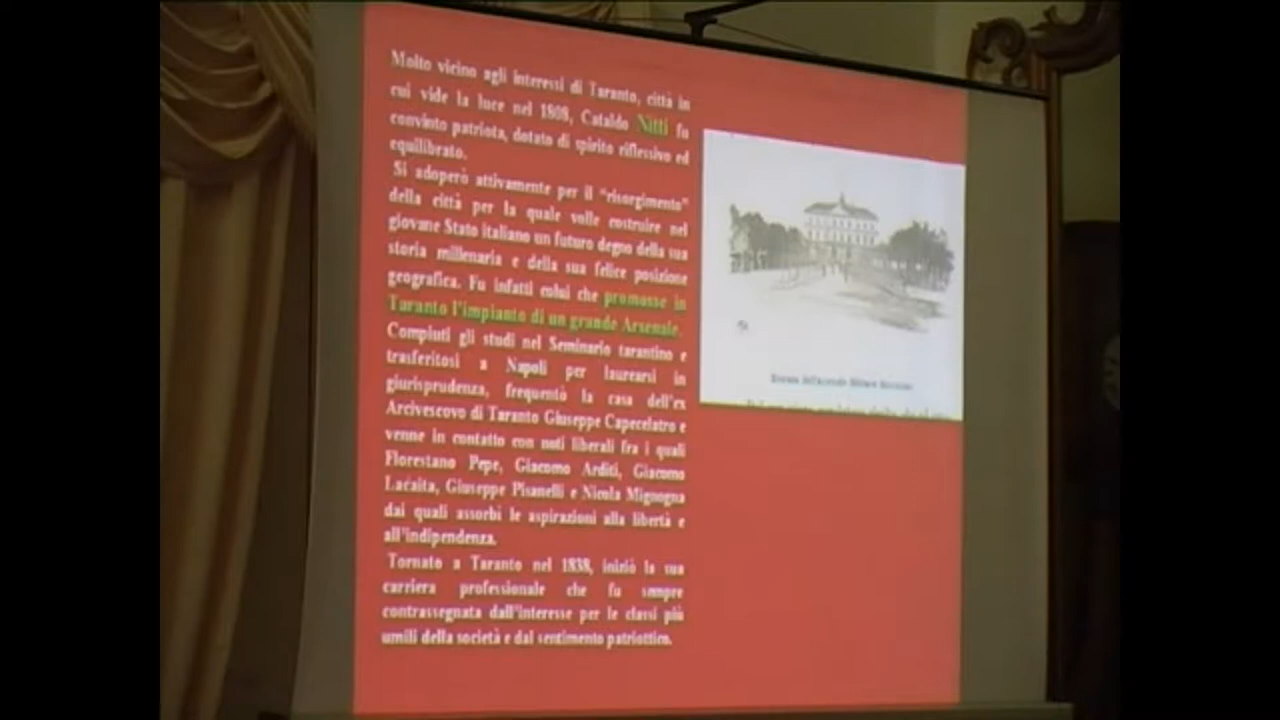 Molto vicino agli interessi di Taranto, città in
cui vide la luce nel 1808, Cataldo Nitti fu
convinto patriota, dotato di spirito riflessivo ed
equilibrato.
Si adoperò attivamente per il "risorgimento"
della città per la quale volle costruire nel
giovane Stato italiano un futuro degno della sua
storia millenaria e della sua felice posizione
geografica. Fu infatti colui che promosse in
Taranto l'impianto di un grande Arsenale.
Compiuti gli studi nel Seminario tarantino e
trasferitosi a Napoli per laurearsi in
giurisprudenza, frequentò la casa dell'ex
Arcivescovo di Taranto Giuseppe Capecelatro e
venne in contatto con noti liberali fra i quali
Florestano Pepe, Giacomo Arditi, Giacomo
Lacaita, Giuseppe Pisanelli e Nicola Mignogna
dai quali assorbì le aspirazioni alla libertà e
all'indipendenza.
Tornato a Taranto nel 1838, iniziò la sua
carriera professionale che fu sempre
contrassegnata dall'interesse per le classi più
umili della società e dal sentimento patriottico.